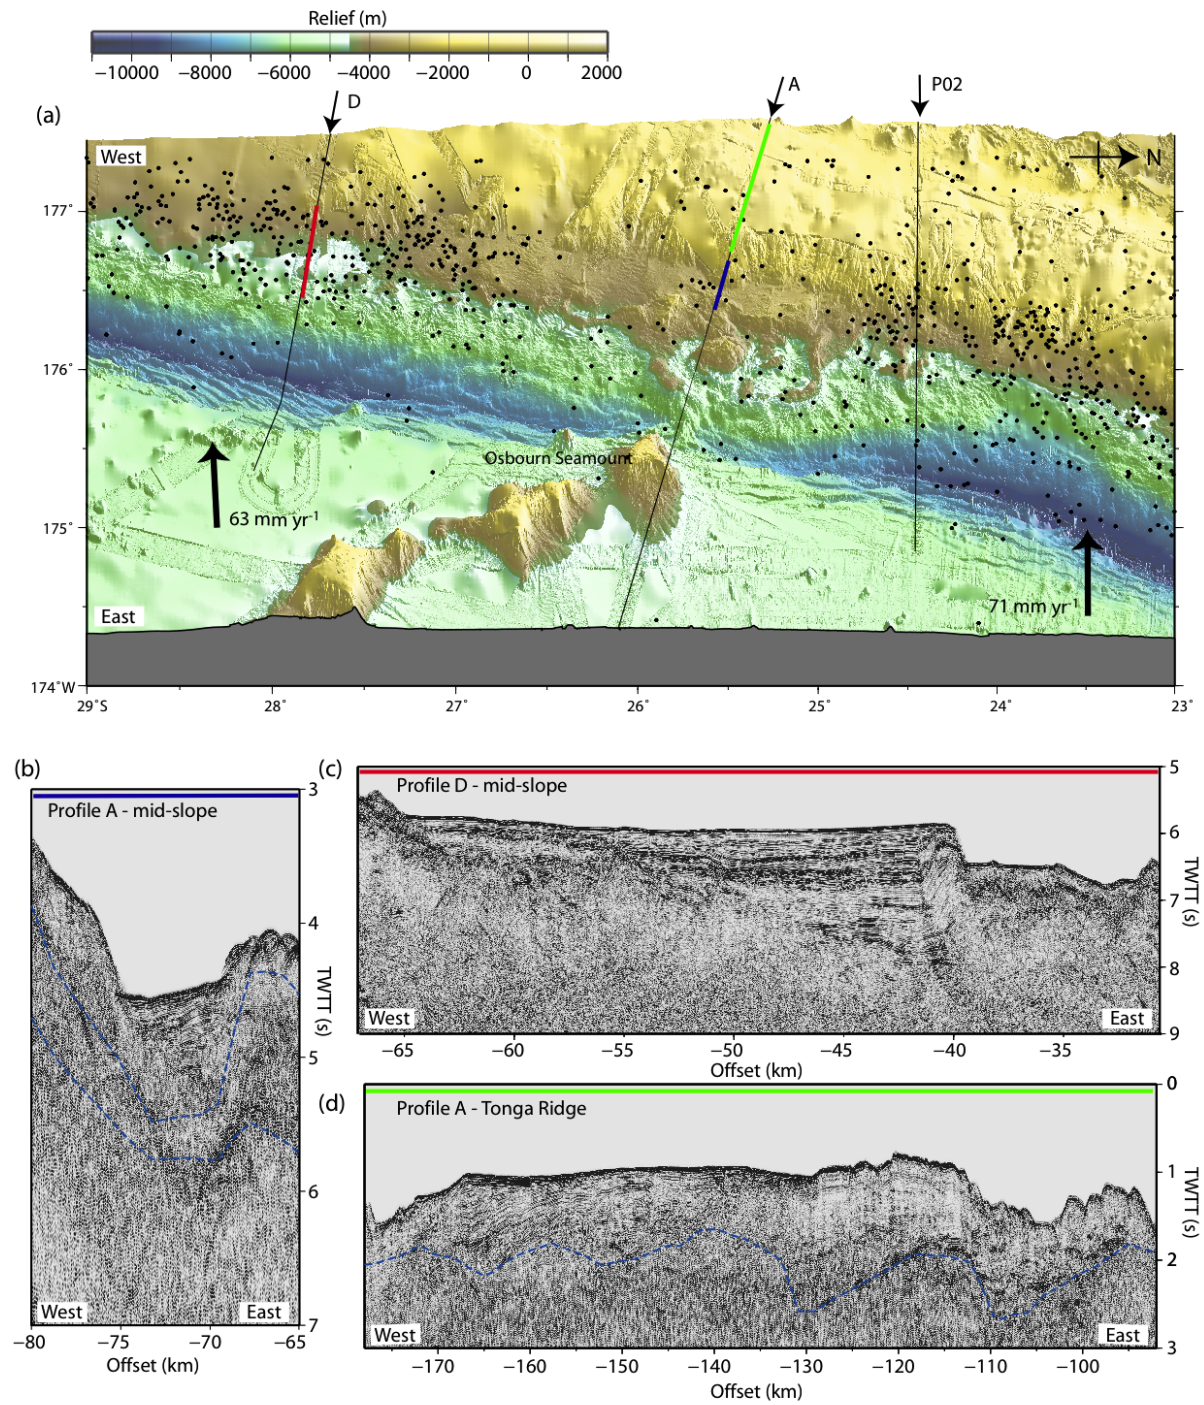 Relief (m)
−10000 −8000 −6000 −4000 −2000 0 2000
(a)
D
A
P02
West
N
177˚
176˚
Osbourn Seamount
63 mm yr-1
175˚
71 mm yr-1
East
174˚W
29˚S 28˚ 27˚ 26˚ 25˚ 24˚ 23˚
(b)
Profile A - mid-slope
3
4
5
6
7
TWTT (s)
West East
−80 −75 −70 −65
Offset (km)
(c)
Profile D - mid-slope
5
6
7
8
9
TWTT (s)
West East
−65 −60 −55 −50 −45 −40 −35
Offset (km)
(d)
Profile A - Tonga Ridge
0
1
2
3
TWTT (s)
West East
−170 −160 −150 −140 −130 −120 −110 −100
Offset (km)